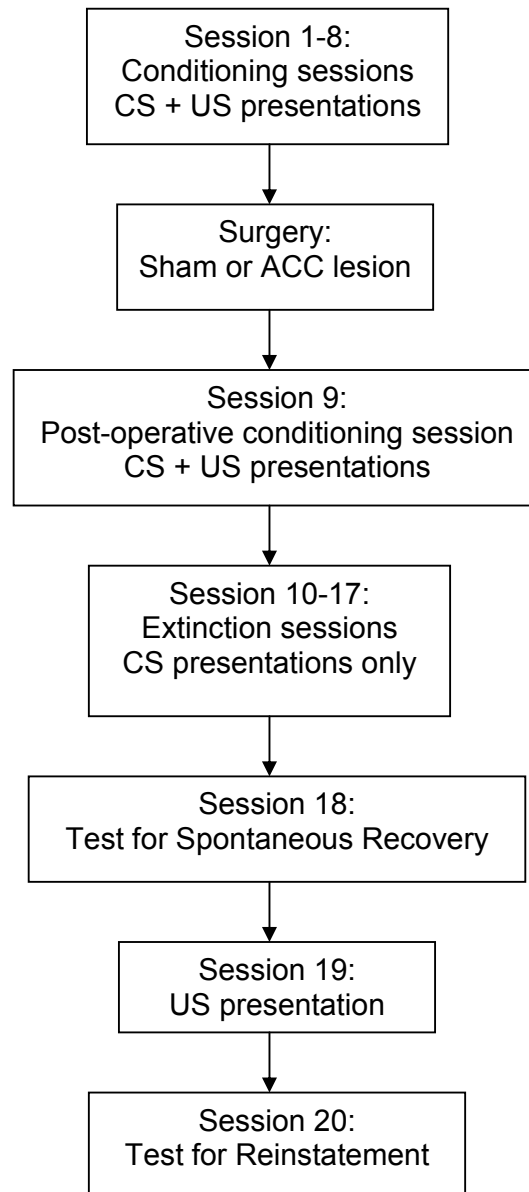 Session 1-8:
Conditioning sessions
CS + US presentations
Surgery:
Sham or ACC lesion
Session 9:
Post-operative conditioning session
CS + US presentations
Session 10-17:
Extinction sessions
CS presentations only
Session 18:
Test for Spontaneous Recovery
Session 19:
US presentation
Session 20:
Test for Reinstatement